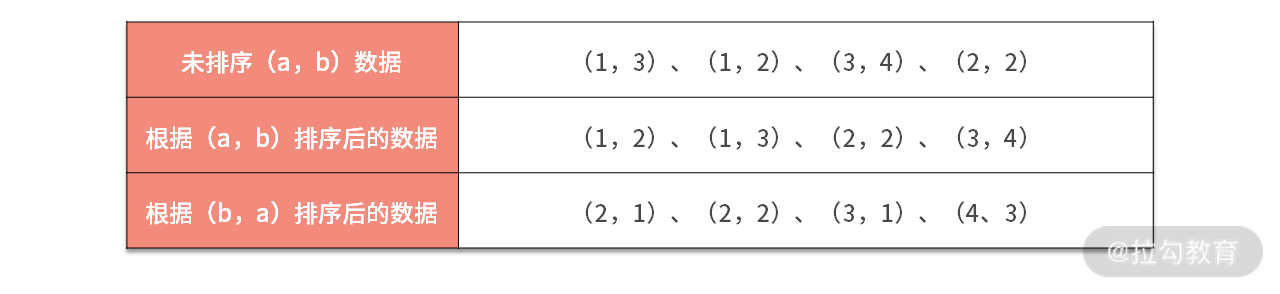 未排序（a，b）数据 （1，3）、（1，2）、（3，4）、（2，2）
根据（a，b）排序后的数据 （1，2）、（1，3）、（2，2）、（3，4）
根据（b，a）排序后的数据 （2，1）、（2，2）、（3，1）、（4、3）
@拉勾教育